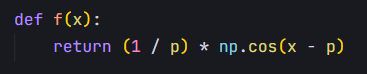 def f(x):
    return (1 / p) * np.cos(x - p)